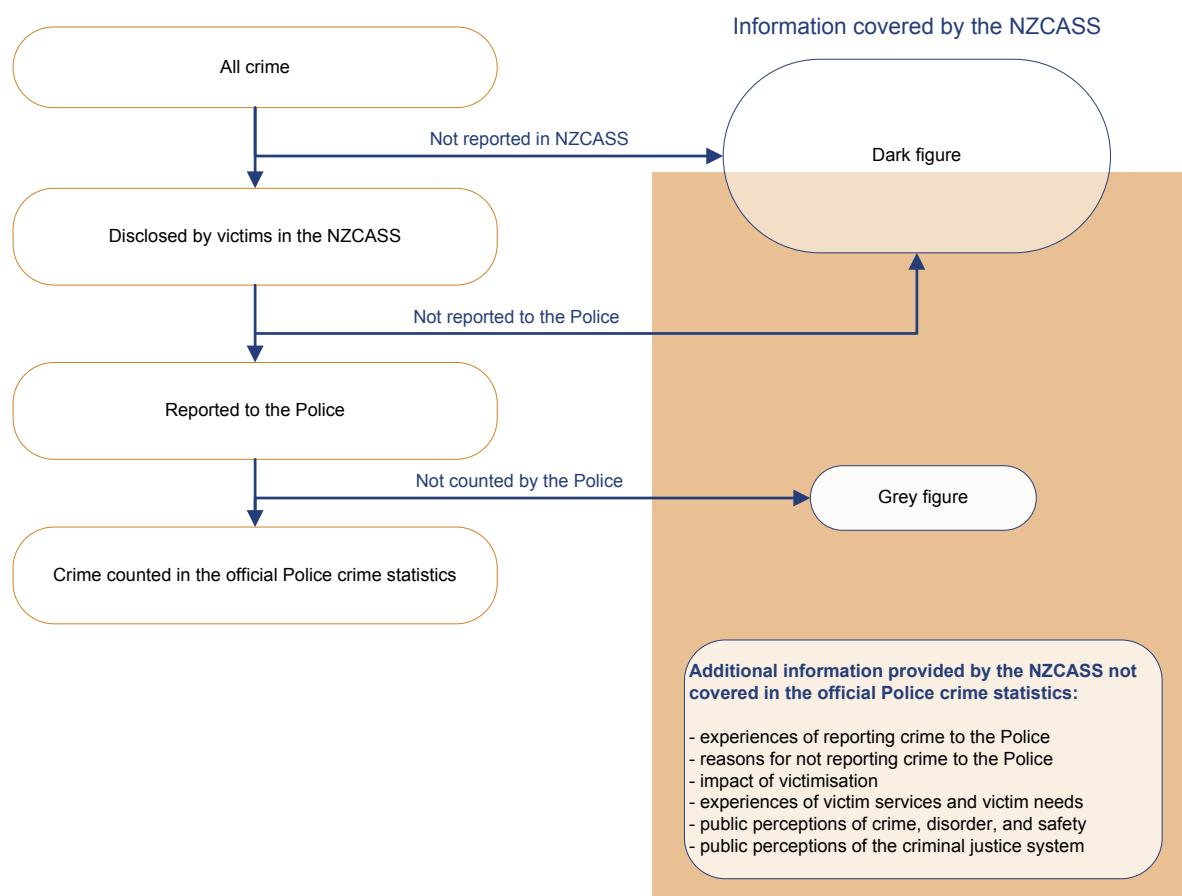 Information covered by the NZCASS
All crime
Not reported in NZCASS
Dark figure
Disclosed by victims in the NZCASS
Not reported to the Police
Reported to the Police
Not counted by the Police
Grey figure
Crime counted in the official Police crime statistics
Additional information provided by the NZCASS not
covered in the official Police crime statistics:
- experiences of reporting crime to the Police
- reasons for not reporting crime to the Police
- impact of victimisation
- experiences of victim services and victim needs
- public perceptions of crime, disorder, and safety
- public perceptions of the criminal justice system